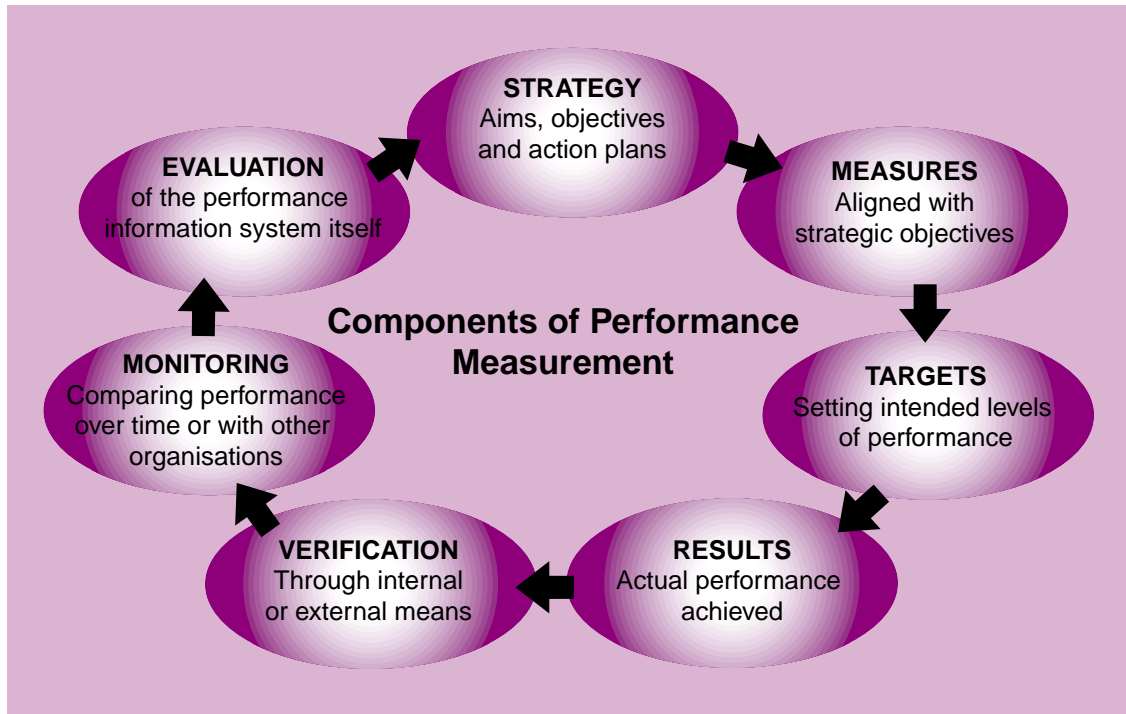 STRATEGY
Aims, objectives
and action plans
MEASURES
Aligned with
strategic objectives
TARGETS
Setting intended levels
of performance
RESULTS
Actual performance
achieved
VERIFICATION
Through internal
or external means
MONITORING
Comparing performance
over time or with other
organisations
EVALUATION
of the performance
information system itself
Components of Performance
Measurement